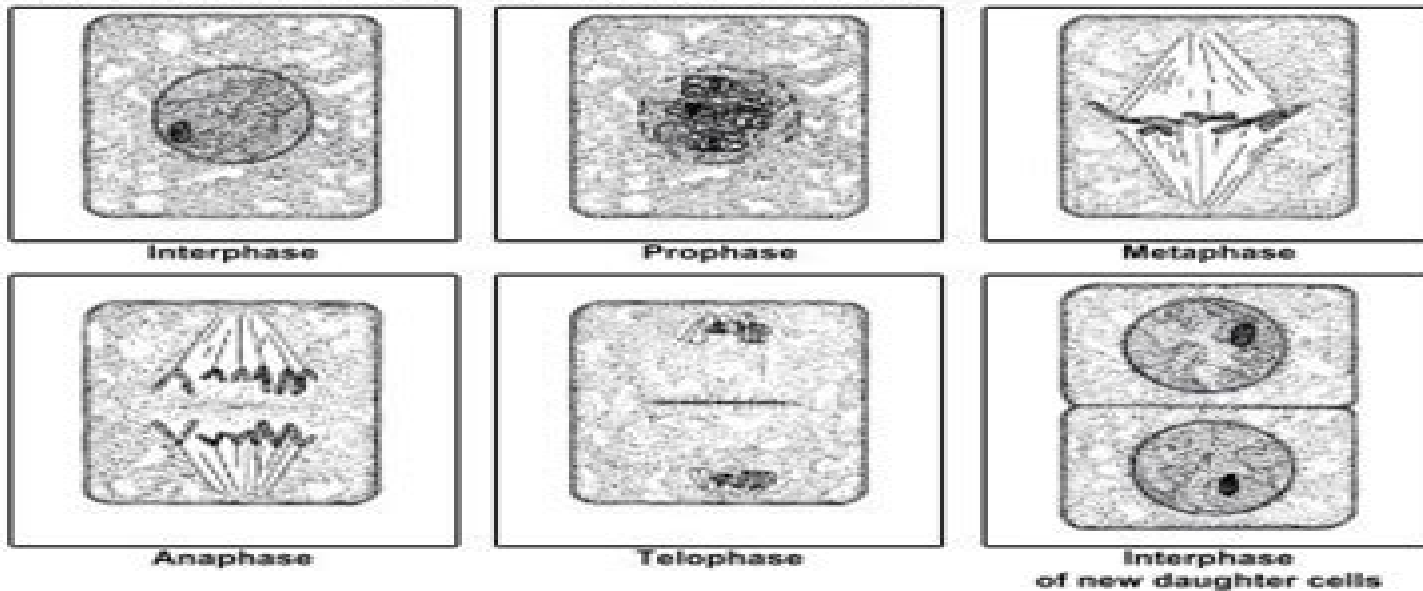 Interphase
Prophase
Metaphase
Anaphase
Telophase
Interphase
of new daughter cells